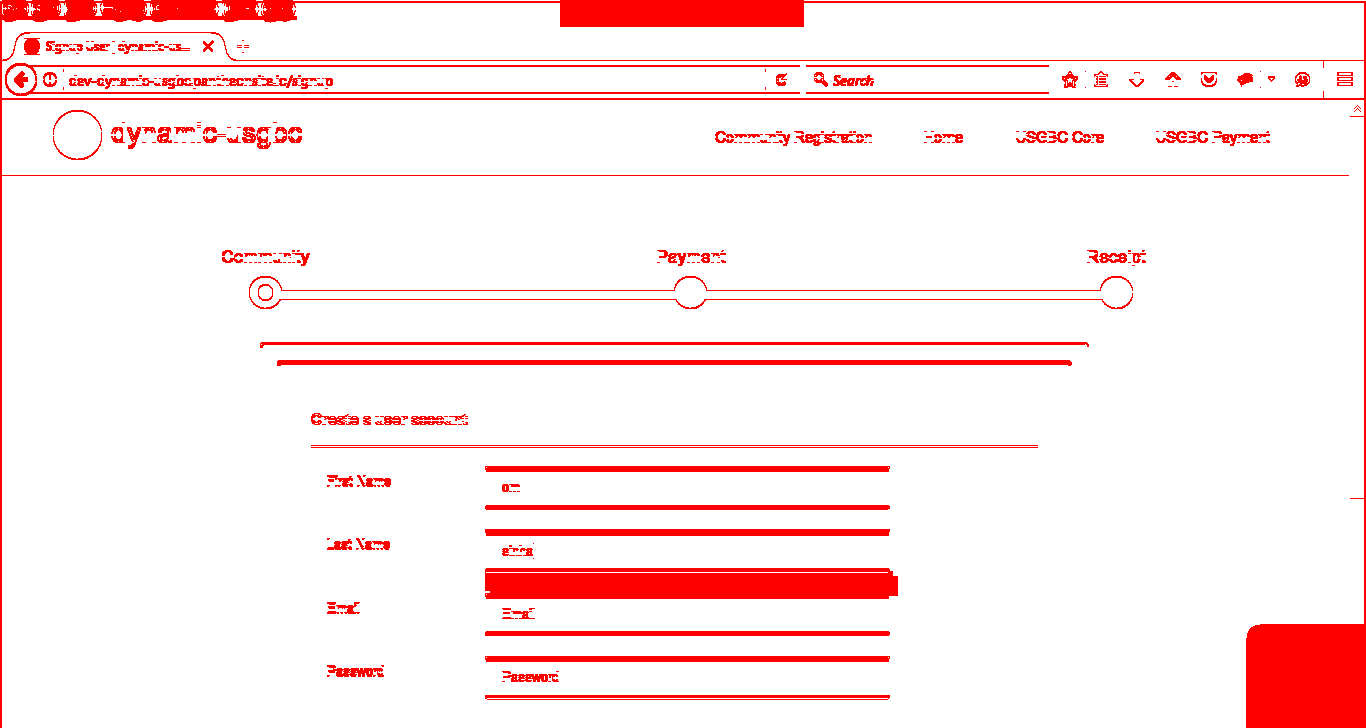 Signup User | dynamic-us...
dev-dynamic-usgbc.pantheonsite.io/signup
Search
dynamic-usgbc
Community Registration
Home
USGBC Core
USGBC Payment
Community
Payment
Receipt
Create a user account
First Name
om
Last Name
Email
Email
Password
Password